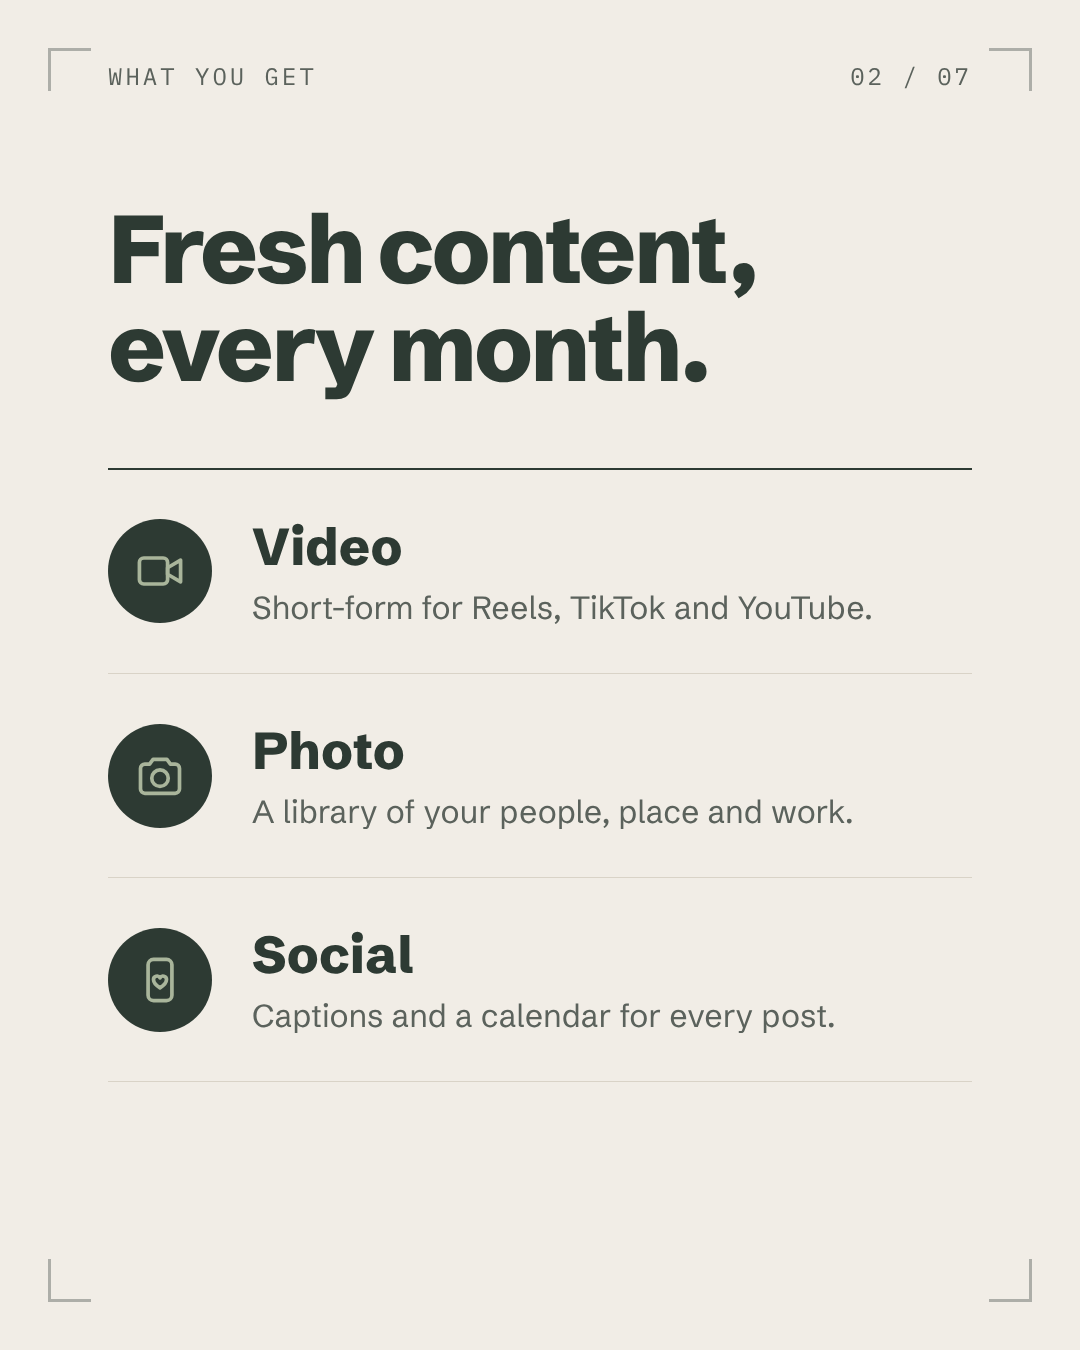 WHAT YOU GET
02 / 07
Fresh content,
every month.
Video
Short-form for Reels, TikTok and YouTube.
Photo
A library of your people, place and work.
Social
Captions and a calendar for every post.